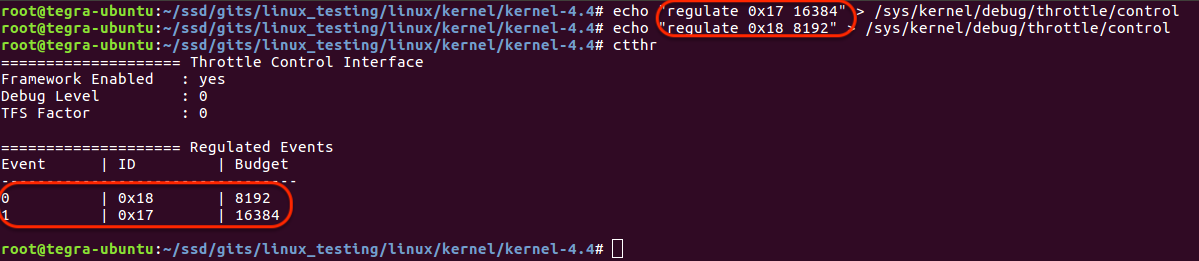 root@tegra-ubuntu:~/ssd/gits/linux_testing/linux/kernel/kernel-4.4# echo "regulate 0x17 16384" > /sys/kernel/debug/throttle/control
root@tegra-ubuntu:~/ssd/gits/linux_testing/linux/kernel/kernel-4.4# echo "regulate 0x18 8192" > /sys/kernel/debug/throttle/control
root@tegra-ubuntu:~/ssd/gits/linux_testing/linux/kernel/kernel-4.4# ctthr
==================== Throttle Control Interface
Framework Enabled   : yes
Debug Level         : 0
TFS Factor          : 0
==================== Regulated Events
Event      | ID         | Budget
---------------------------------
0          | 0x18       | 8192
1          | 0x17       | 16384
root@tegra-ubuntu:~/ssd/gits/linux_testing/linux/kernel/kernel-4.4#